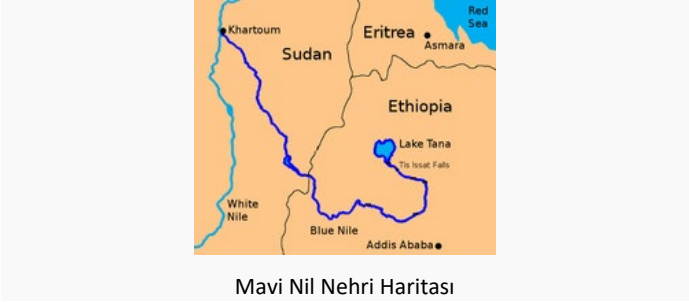 Red
Sea
Khartoum
Eritrea
Asmara
Sudan
Ethiopia
Lake Tana
Tis Issat Falls
White
Nile
Blue Nile
Addis Ababa
Mavi Nil Nehri Haritası